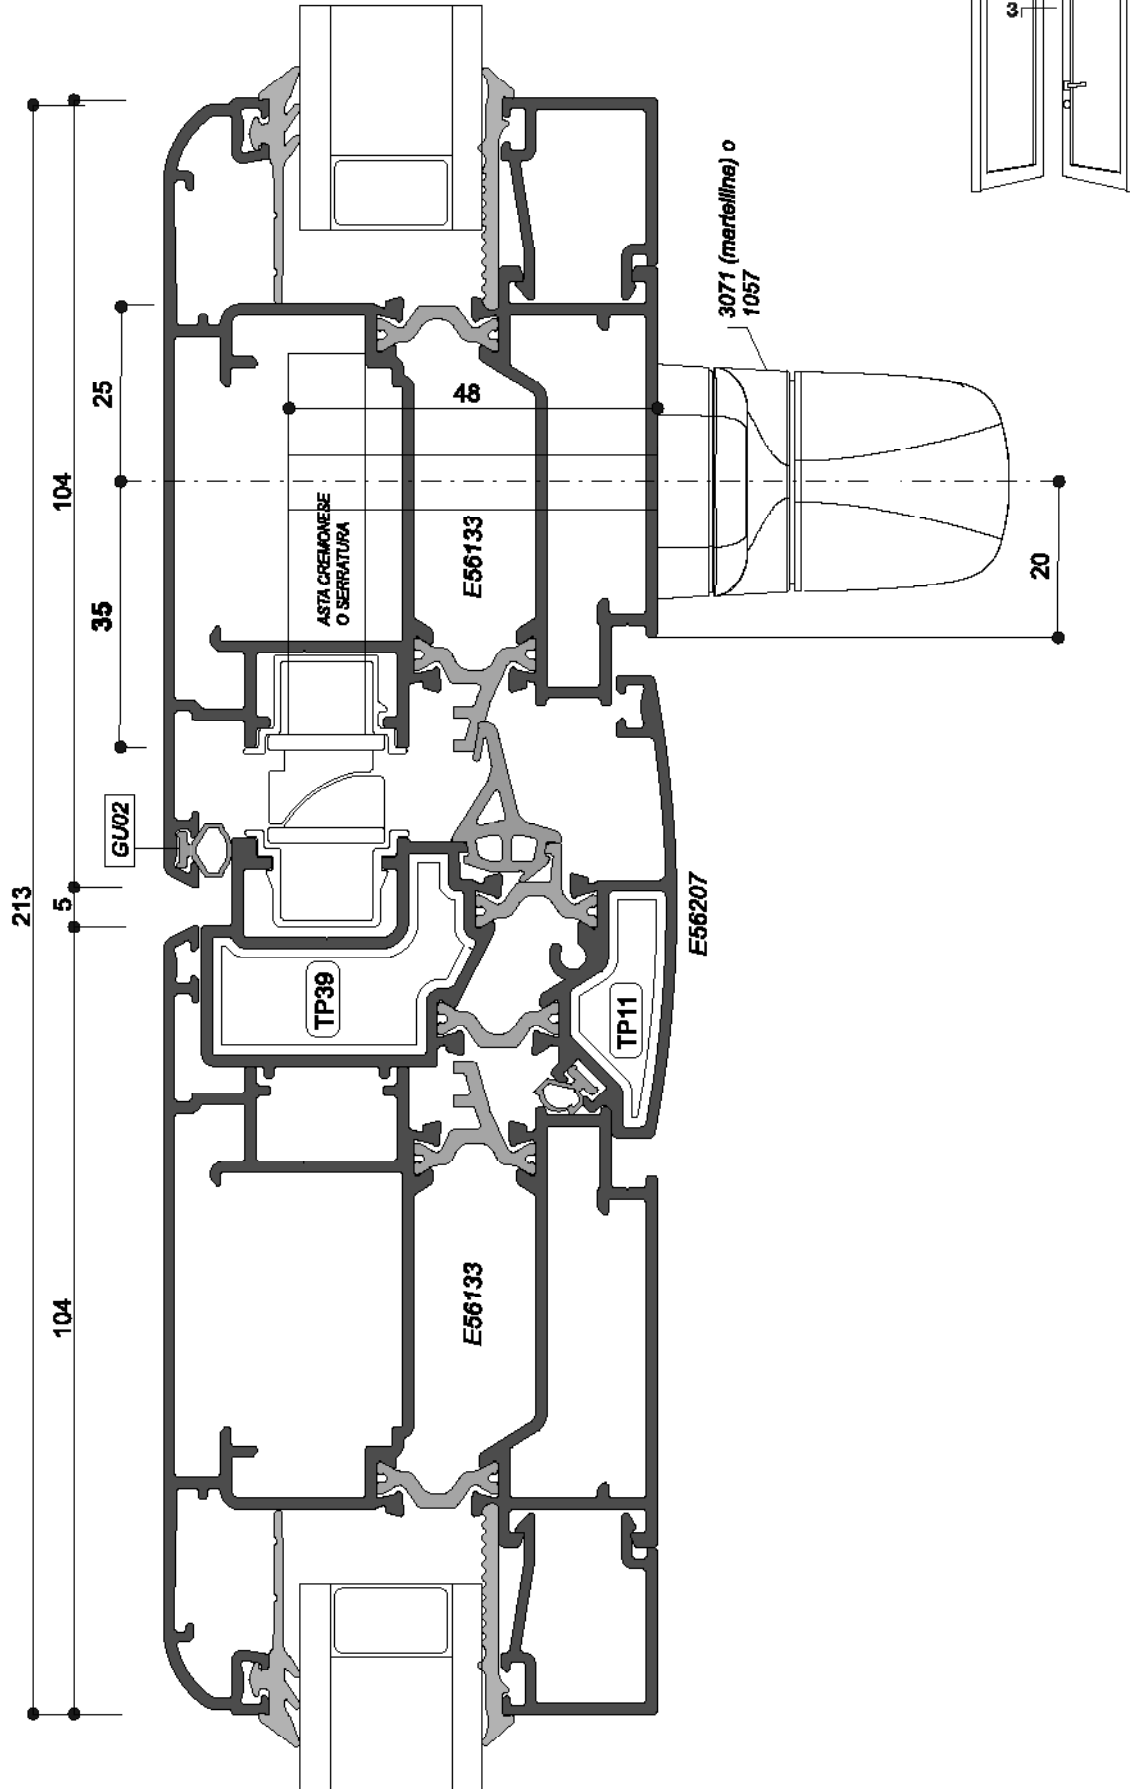 213
104
5
104
25
35
GU02
48
ASTA CREMONESE
O SERRATURA
E56133
3071 (martelline) o
1057
20
3
TP39
TP11
E56207
E56133